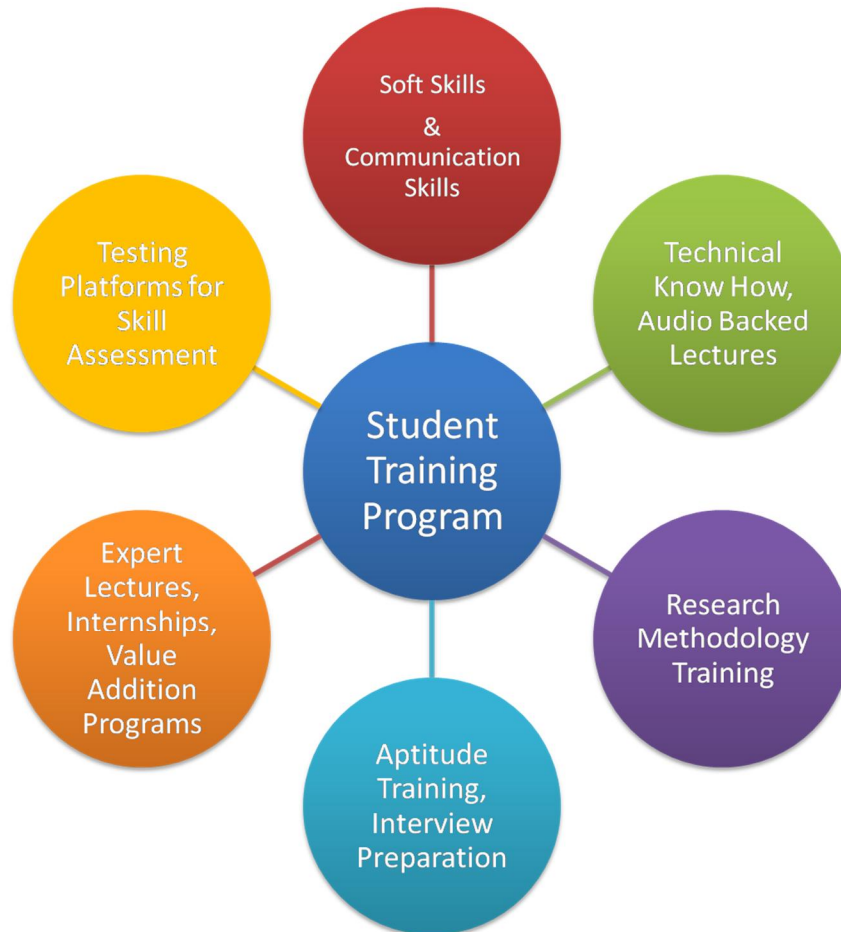 Soft Skills
&
Communication
Skills
Technical
Know How,
Audio Backed
Lectures
Research
Methodology
Training
Aptitude
Training,
Interview
Preparation
Expert
Lectures,
Internships,
Value
Addition
Programs
Testing
Platforms for
Skill
Assessment
Student
Training
Program